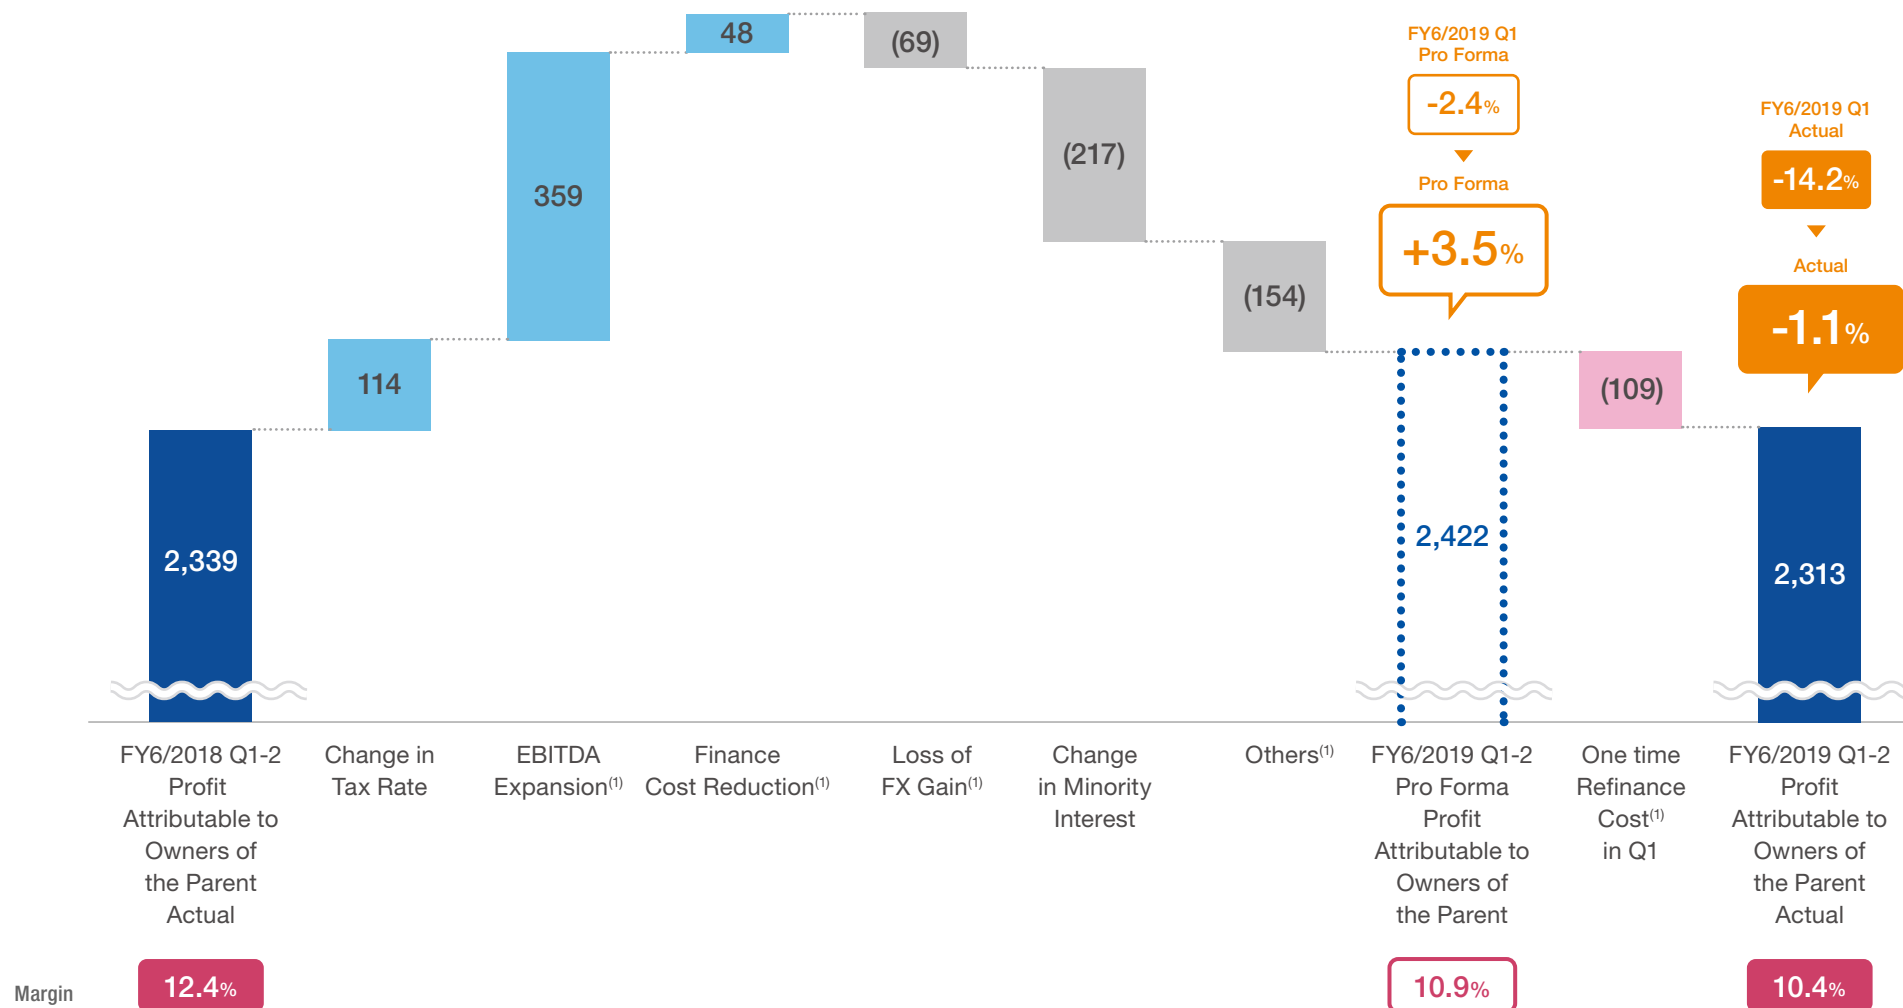 48
(69)
FY6/2019 Q1
Pro Forma
-2.4%
FY6/2019 Q1
Actual
-14.2%
359
(217)
Pro Forma
+3.5%
Actual
-1.1%
114
(154)
(109)
2,339
2,422
2,313
FY6/2018 Q1-2
Profit
Attributable to
Owners of
the Parent
Actual
Change in
Tax Rate
EBITDA
Expansion(1)
Finance
Cost Reduction(1)
Loss of
FX Gain(1)
Change
in Minority
Interest
Others(1)
FY6/2019 Q1-2
Pro Forma
Profit
Attributable to
Owners of
the Parent
One time
Refinance
Cost(1)
in Q1
FY6/2019 Q1-2
Profit
Attributable to
Owners of
the Parent
Actual
Margin
12.4%
10.9%
10.4%